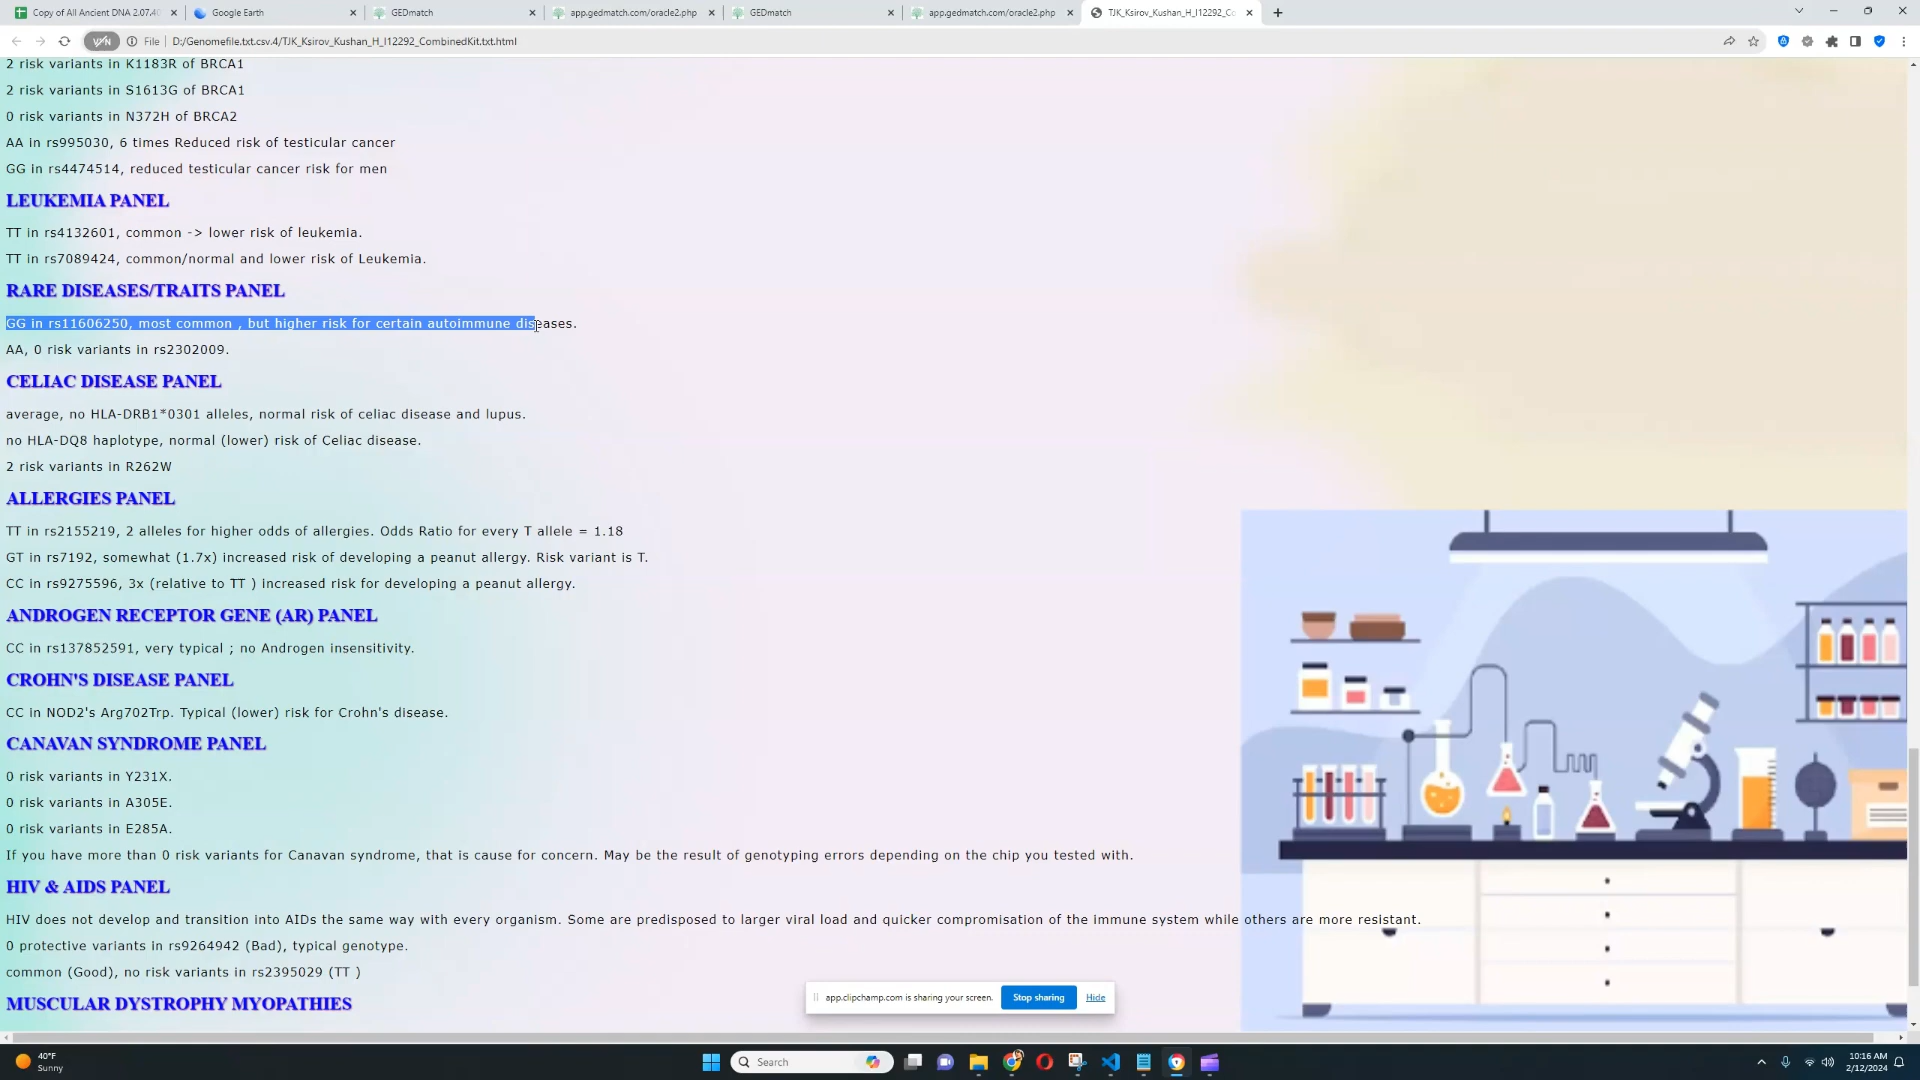 Copy of All Ancient DNA 2.07.40
Google Earth
GEDmatch
app.gedmatch.com/oracle2.php
GEDmatch
app.gedmatch.com/oracle2.php
TJK_Ksirov_Kushan_H_I12292_Co
VPN
File
D:/Genomefile.txt.csv.4/TJK_Ksirov_Kushan_H_I12292_CombinedKit.txt.html
2 risk variants in K1183R of BRCA1
2 risk variants in S1613G of BRCA1
0 risk variants in N372H of BRCA2
AA in rs995030, 6 times Reduced risk of testicular cancer
GG in rs4474514, reduced testicular cancer risk for men
LEUKEMIA PANEL
TT in rs4132601, common -> lower risk of leukemia.
TT in rs7089424, common/normal and lower risk of Leukemia.
RARE DISEASES/TRAITS PANEL
GG in rs11606250, most common , but higher risk for certain autoimmune diseases.
AA, 0 risk variants in rs2302009.
CELIAC DISEASE PANEL
average, no HLA-DRB1*0301 alleles, normal risk of celiac disease and lupus.
no HLA-DQ8 haplotype, normal (lower) risk of Celiac disease.
2 risk variants in R262W
ALLERGIES PANEL
TT in rs2155219, 2 alleles for higher odds of allergies. Odds Ratio for every T allele = 1.18
GT in rs7192, somewhat (1.7x) increased risk of developing a peanut allergy. Risk variant is T.
CC in rs9275596, 3x (relative to TT ) increased risk for developing a peanut allergy.
ANDROGEN RECEPTOR GENE (AR) PANEL
CC in rs137852591, very typical ; no Androgen insensitivity.
CROHN'S DISEASE PANEL
CC in NOD2's Arg702Trp. Typical (lower) risk for Crohn's disease.
CANAVAN SYNDROME PANEL
0 risk variants in Y231X.
0 risk variants in A305E.
0 risk variants in E285A.
If you have more than 0 risk variants for Canavan syndrome, that is cause for concern. May be the result of genotyping errors depending on the chip you tested with.
HIV & AIDS PANEL
HIV does not develop and transition into AIDs the same way with every organism. Some are predisposed to larger viral load and quicker compromisation of the immune system while others are more resistant.
0 protective variants in rs9264942 (Bad), typical genotype.
common (Good), no risk variants in rs2395029 (TT )
MUSCULAR DYSTROPHY MYOPATHIES
app.clipchamp.com is sharing your screen.
Stop sharing
Hide
40°F
Sunny
Search
10:16 AM
2/12/2024